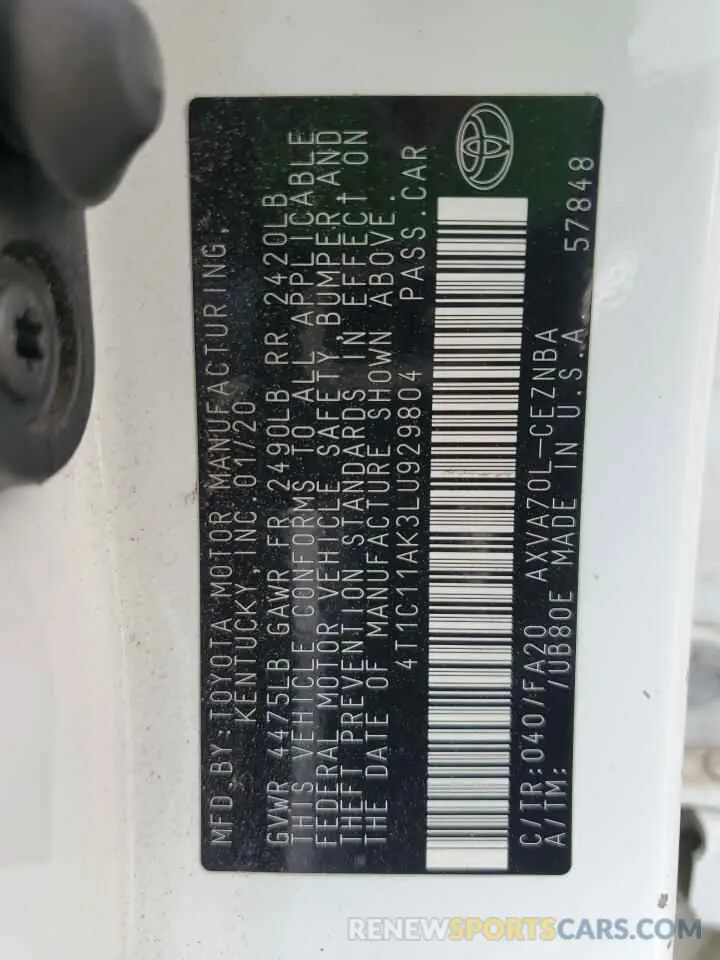 MFD.BY:TOYOTA MOTOR MANUFACTURING,
KENTUCKY,INC.01/20
GVWR 4475LB GAWR FR 2490LB RR 2420LB
THIS VEHICLE CONFORMS TO ALL APPLICABLE
FEDERAL MOTOR VEHICLE SAFETY, BUMPER AND
THEFT PREVENTION STANDARDS IN EFFECT ON
THE DATE OF MANUFACTURE SHOWN ABOVE.
4T1C11AK3LU929804 PASS.CAR
C/TR:040/FA20 AXVA70L-CEZNBA
A/TM: /UB80E MADE IN U.S.A. 57848
RENEWSPORTSCARS.COM